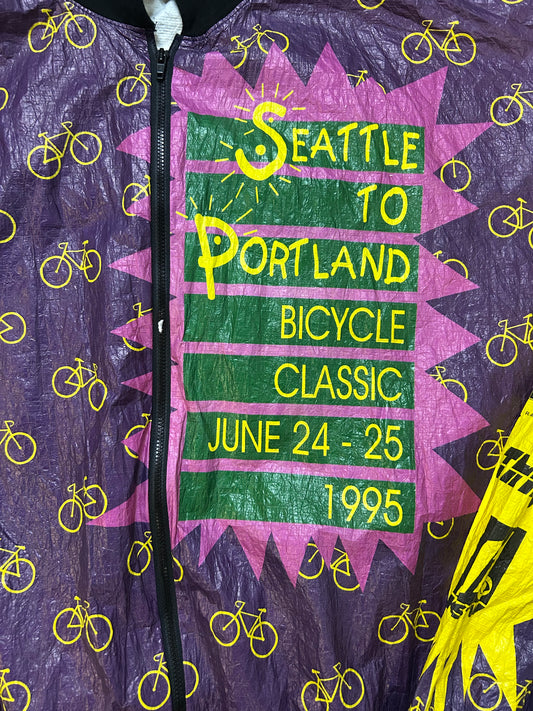 SEATTLE
TO
PORTLAND
BICYCLE
CLASSIC
JUNE 24 - 25
1995